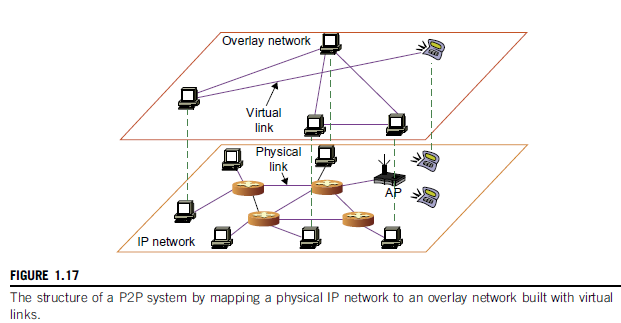 Overlay network
Virtual
link
Physical
link
AP
IP network
FIGURE 1.17
The structure of a P2P system by mapping a physical IP network to an overlay network built with virtual
links.